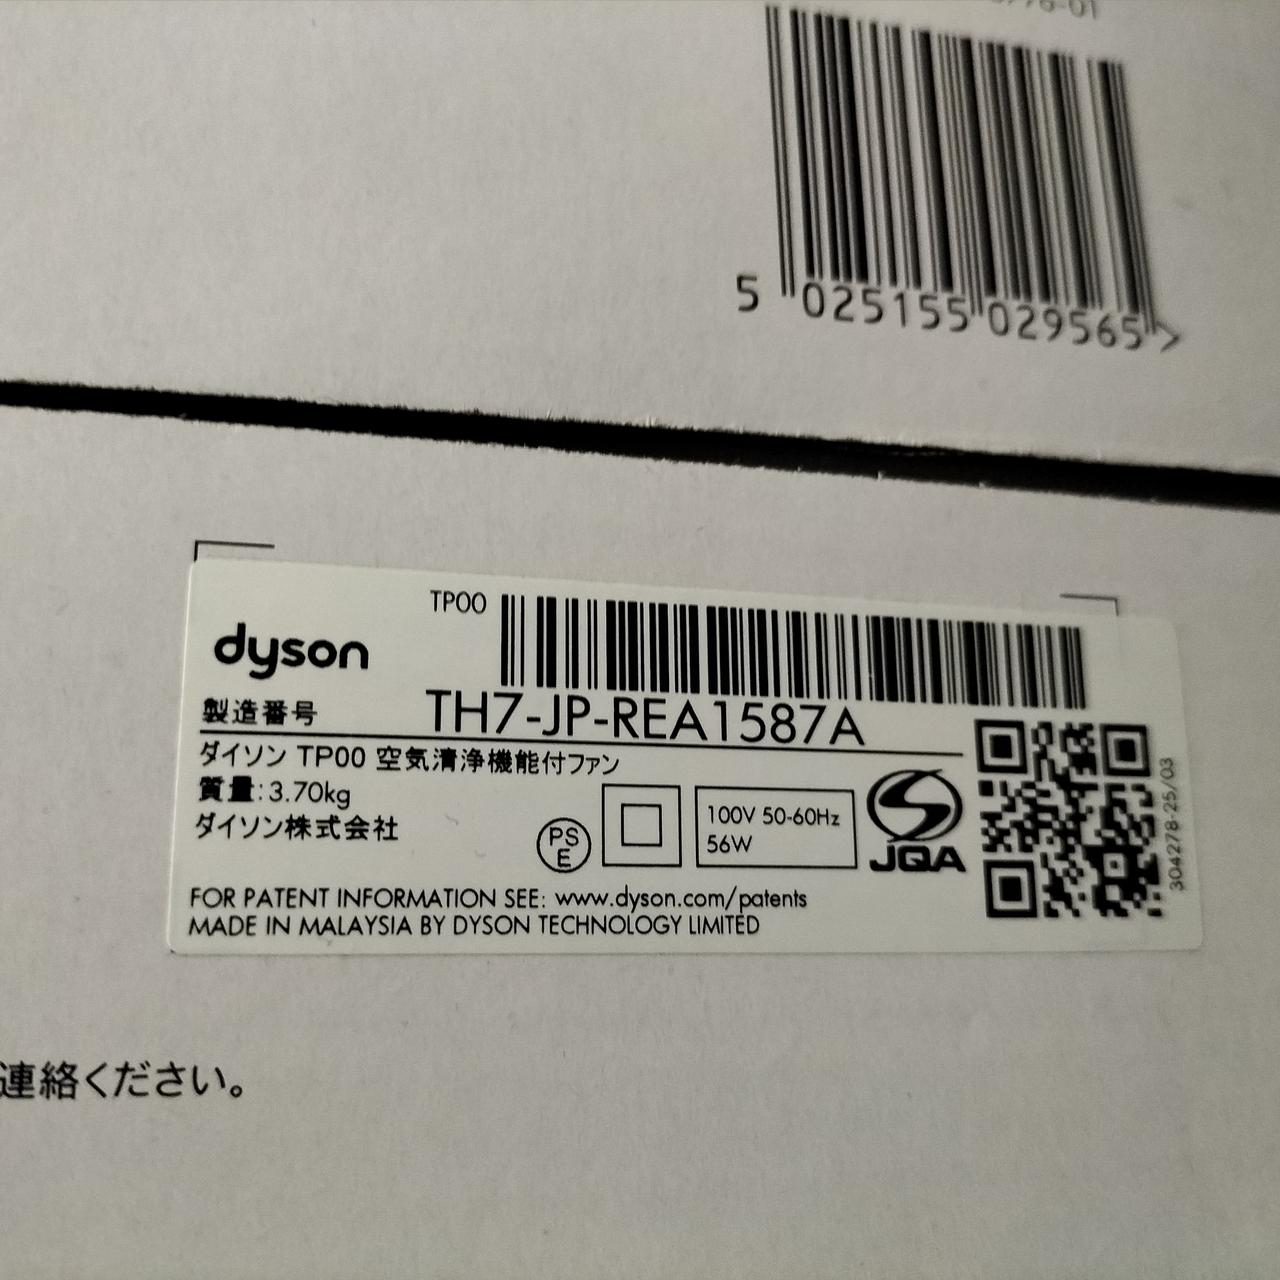 5 025155 029565 >
TP00
dyson
製造番号 TH7-JP-REA1587A
ダイソン TP00 空気清浄機能付ファン
質量:3.70kg
ダイソン株式会社
PS
E
100V 50-60Hz
56W
JQA
304278-25/03
FOR PATENT INFORMATION SEE: www.dyson.com/patents
MADE IN MALAYSIA BY DYSON TECHNOLOGY LIMITED
連絡ください。